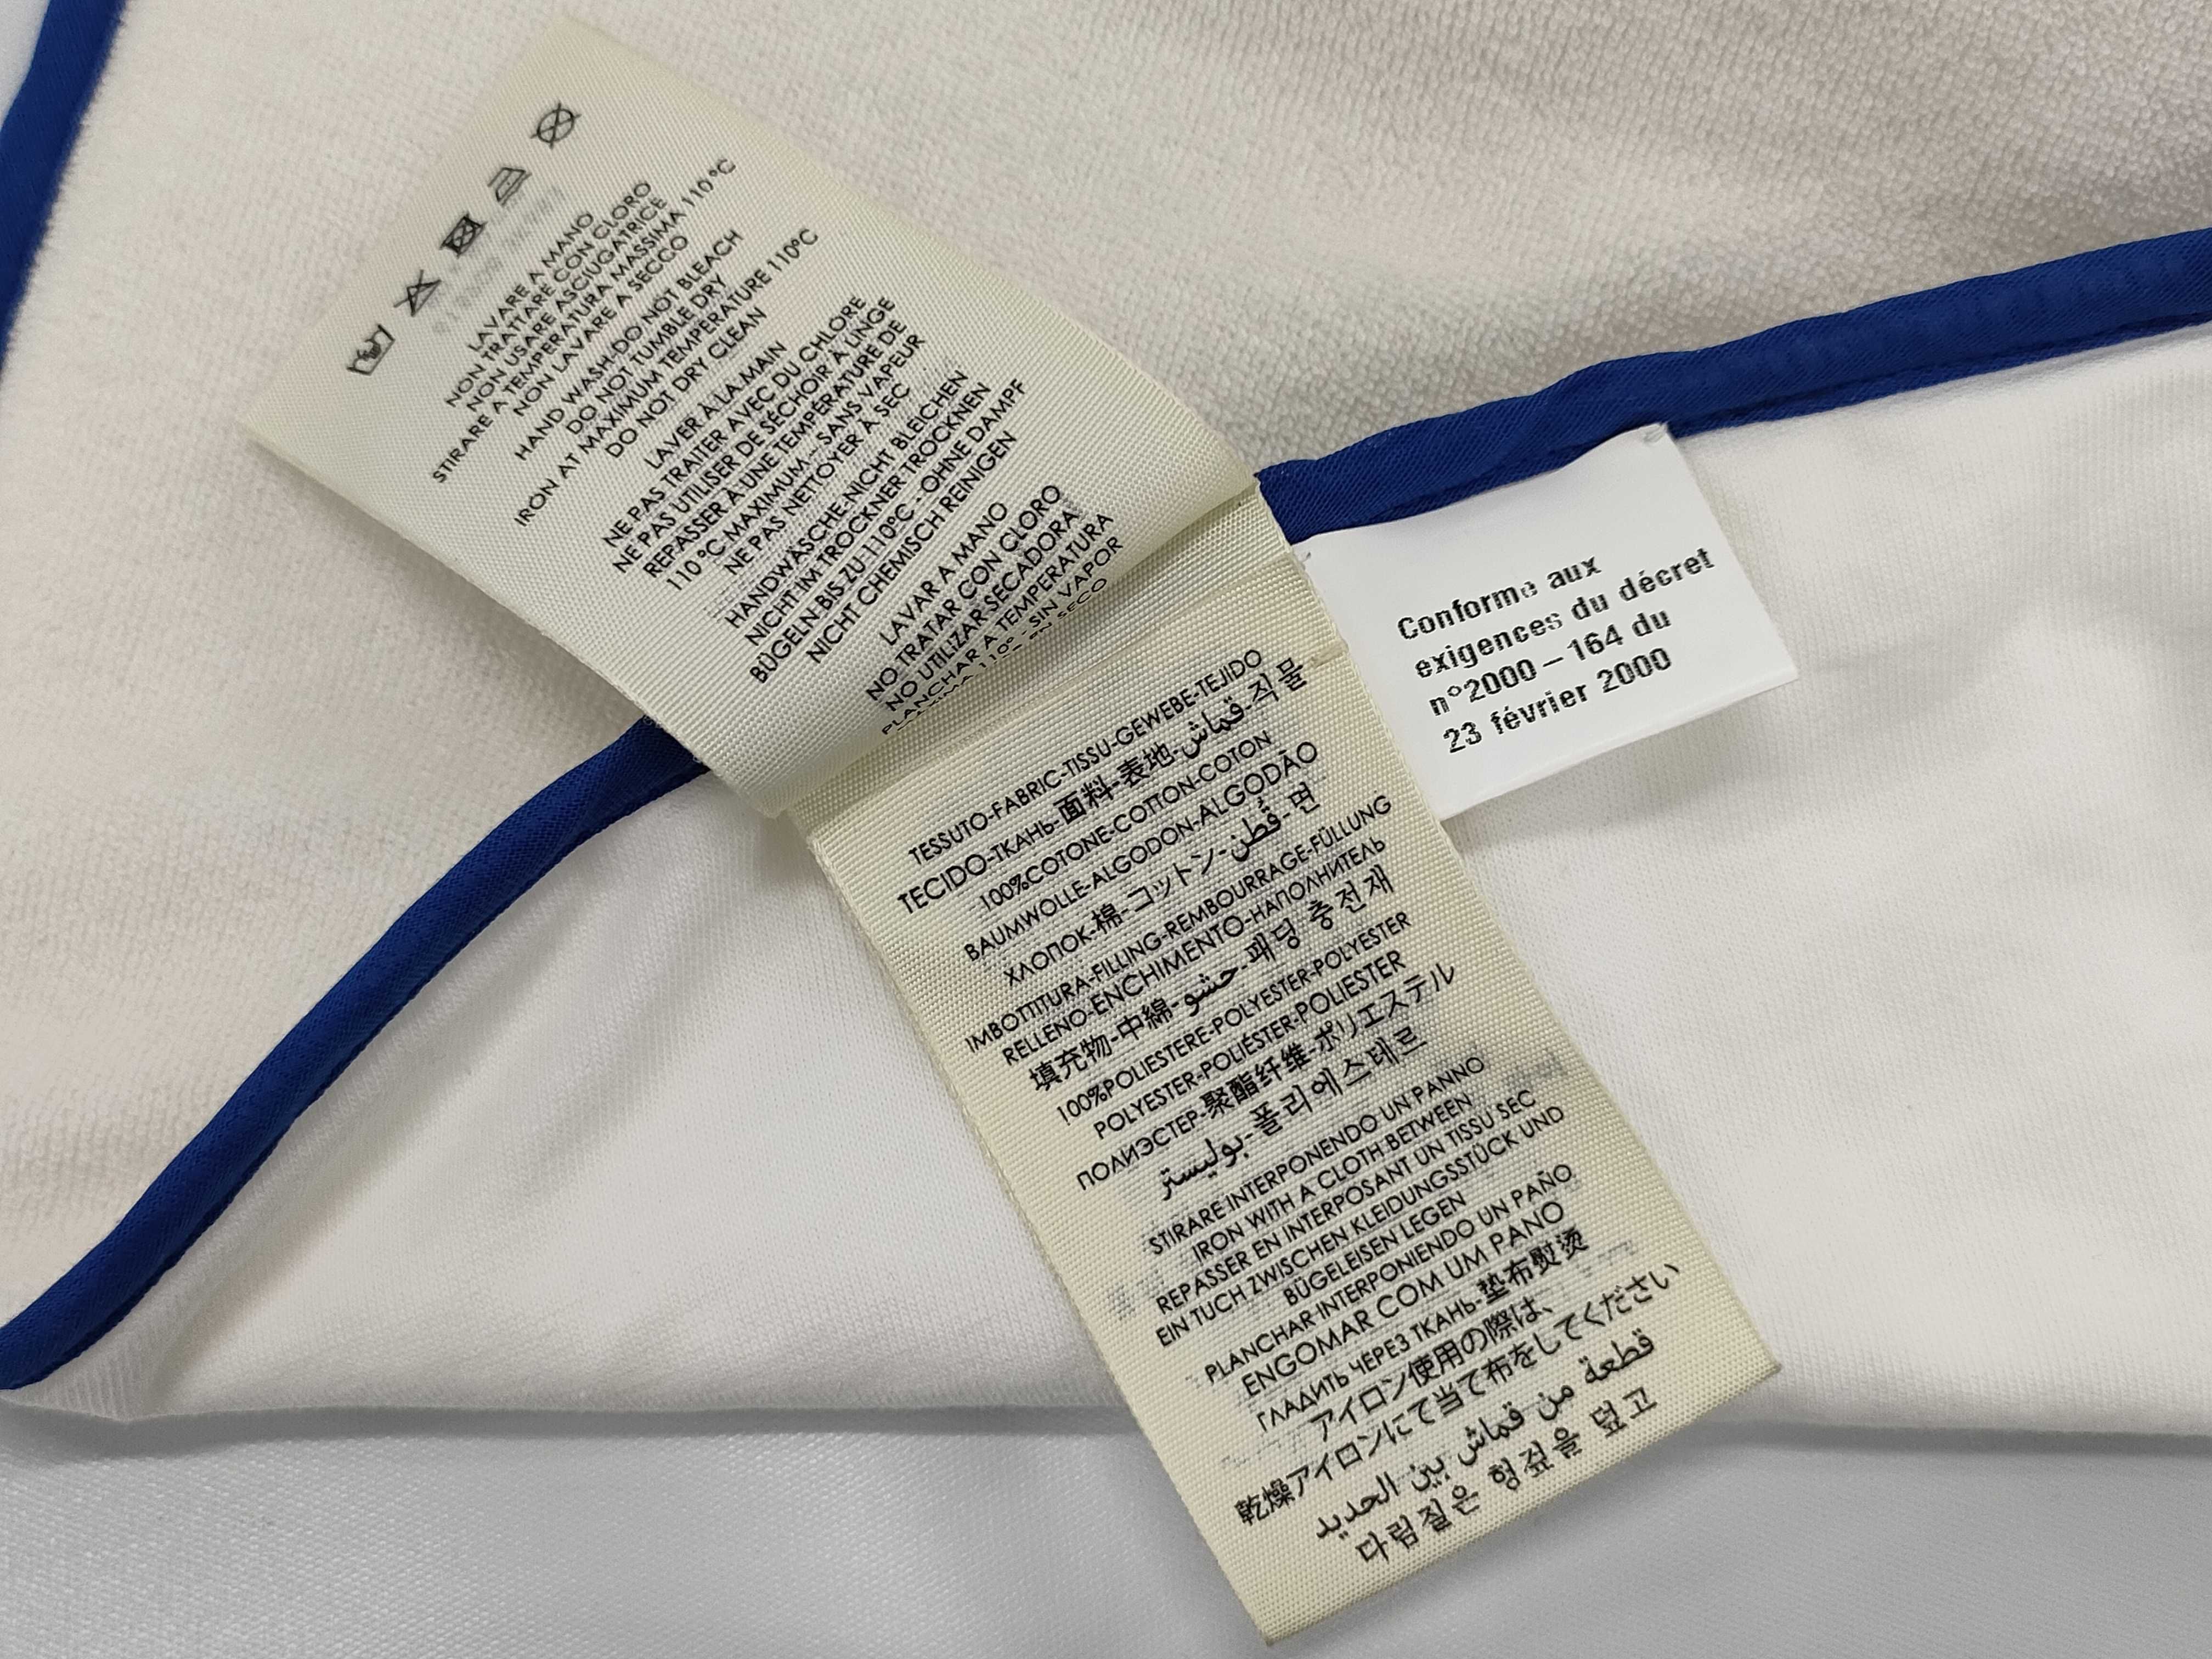 LAVARE A MANO
NON TRATTARE CON CLORO
NON USARE ASCIUGATRICE
STIRARE A TEMPERATURA MASSIMA 110°C
NON LAVARE A SECCO
HAND WASH-DO NOT BLEACH
DO NOT TUMBLE DRY
IRON AT MAXIMUM TEMPERATURE 110°C
DO NOT DRY CLEAN
LAVER À LA MAIN
NE PAS TRAITER AVEC DU CHLORE
NE PAS UTILISER DE SÉCHOIR À LINGE
REPASSER À UNE TEMPÉRATURE DE
110°C MAXIMUM - SANS VAPEUR
NE PAS NETTOYER À SEC
HANDWÄSCHE-NICHT BLEICHEN
NICHT IM TROCKNER TROCKNEN
BÜGELN BIS ZU 110°C - OHNE DAMPF
NICHT CHEMISCH REINIGEN
LAVAR A MANO
NO TRATAR CON CLORO
NO UTILIZAR SECADORA
PLANCHAR A TEMPERATURA
110° - SIN VAPOR
EN SECO
TESSUTO-FABRIC-TISSU-GEWEBE-TEJIDO
TECIDO-ТКАНЬ-面料-表地-قماش-직물
100%COTONE-COTTON-COTON
BAUMWOLLE-ALGODON-ALGODÃO
ХЛОПОК-棉-コットン-قُطن-면
IMBOTTITURA-FILLING-REMBOURRAGE-FÜLLUNG
RELLENO-ENCHIMENTO-НАПОЛНИТЕЛЬ
填充物-中綿-حشو-패딩 충전재
100%POLIESTERE-POLYESTER-POLYESTER
POLYESTER-POLIÉSTER-POLIESTER
ПОЛИЭСТЕР-聚酯纤维-ポリエステル
بوليستر-폴리에스테르
STIRARE INTERPONENDO UN PANNO
IRON WITH A CLOTH BETWEEN
REPASSER EN INTERPOSANT UN TISSU SEC
EIN TUCH ZWISCHEN KLEIDUNGSSTÜCK UND
BÜGELEISEN LEGEN
PLANCHAR INTERPONIENDO UN PAÑO
ENGOMAR COM UM PANO
ГЛАДИТЬ ЧЕРЕЗ ТКАНЬ-垫布熨烫
アイロン使用の際は、
乾燥アイロンにて当て布をしてください
قطعة من قماش بين الحديد
다림질은 헝겊을 덮고
Conforme aux
exigences du décret
n°2000 – 164 du
23 février 2000